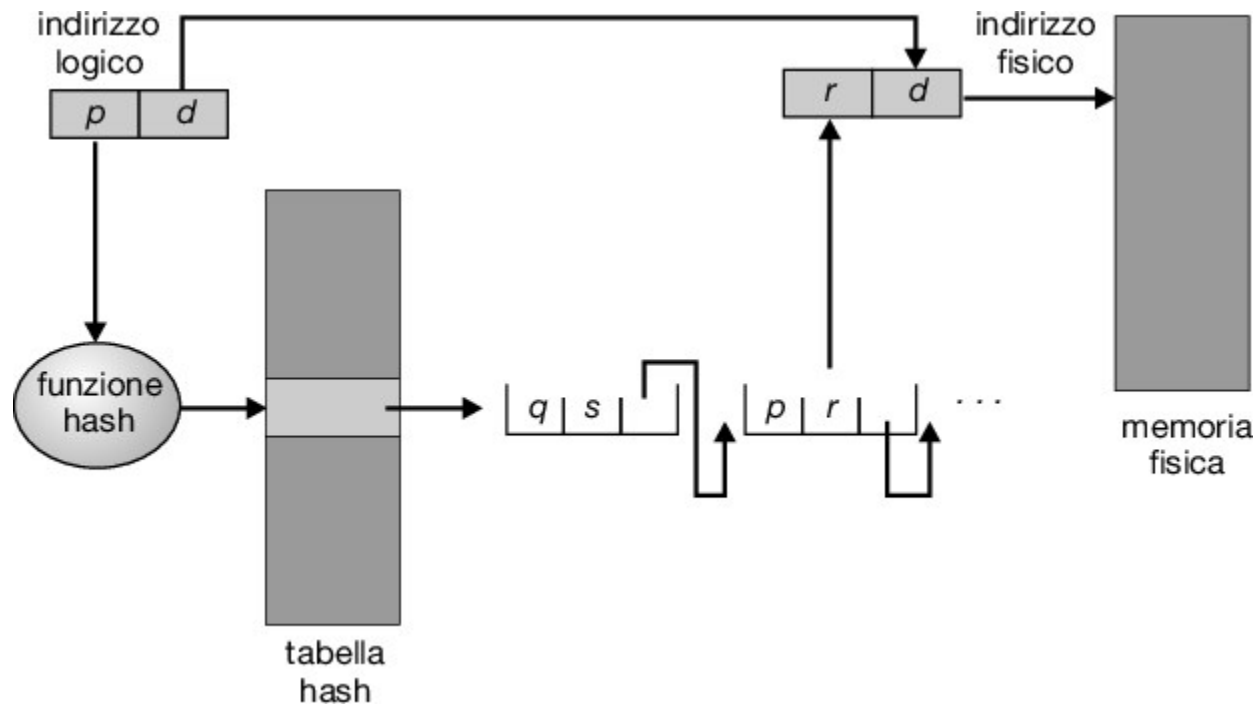 indirizzo
logico
p d
r d
indirizzo
fisico
funzione
hash
q s
p r
...
memoria
fisica
tabella
hash